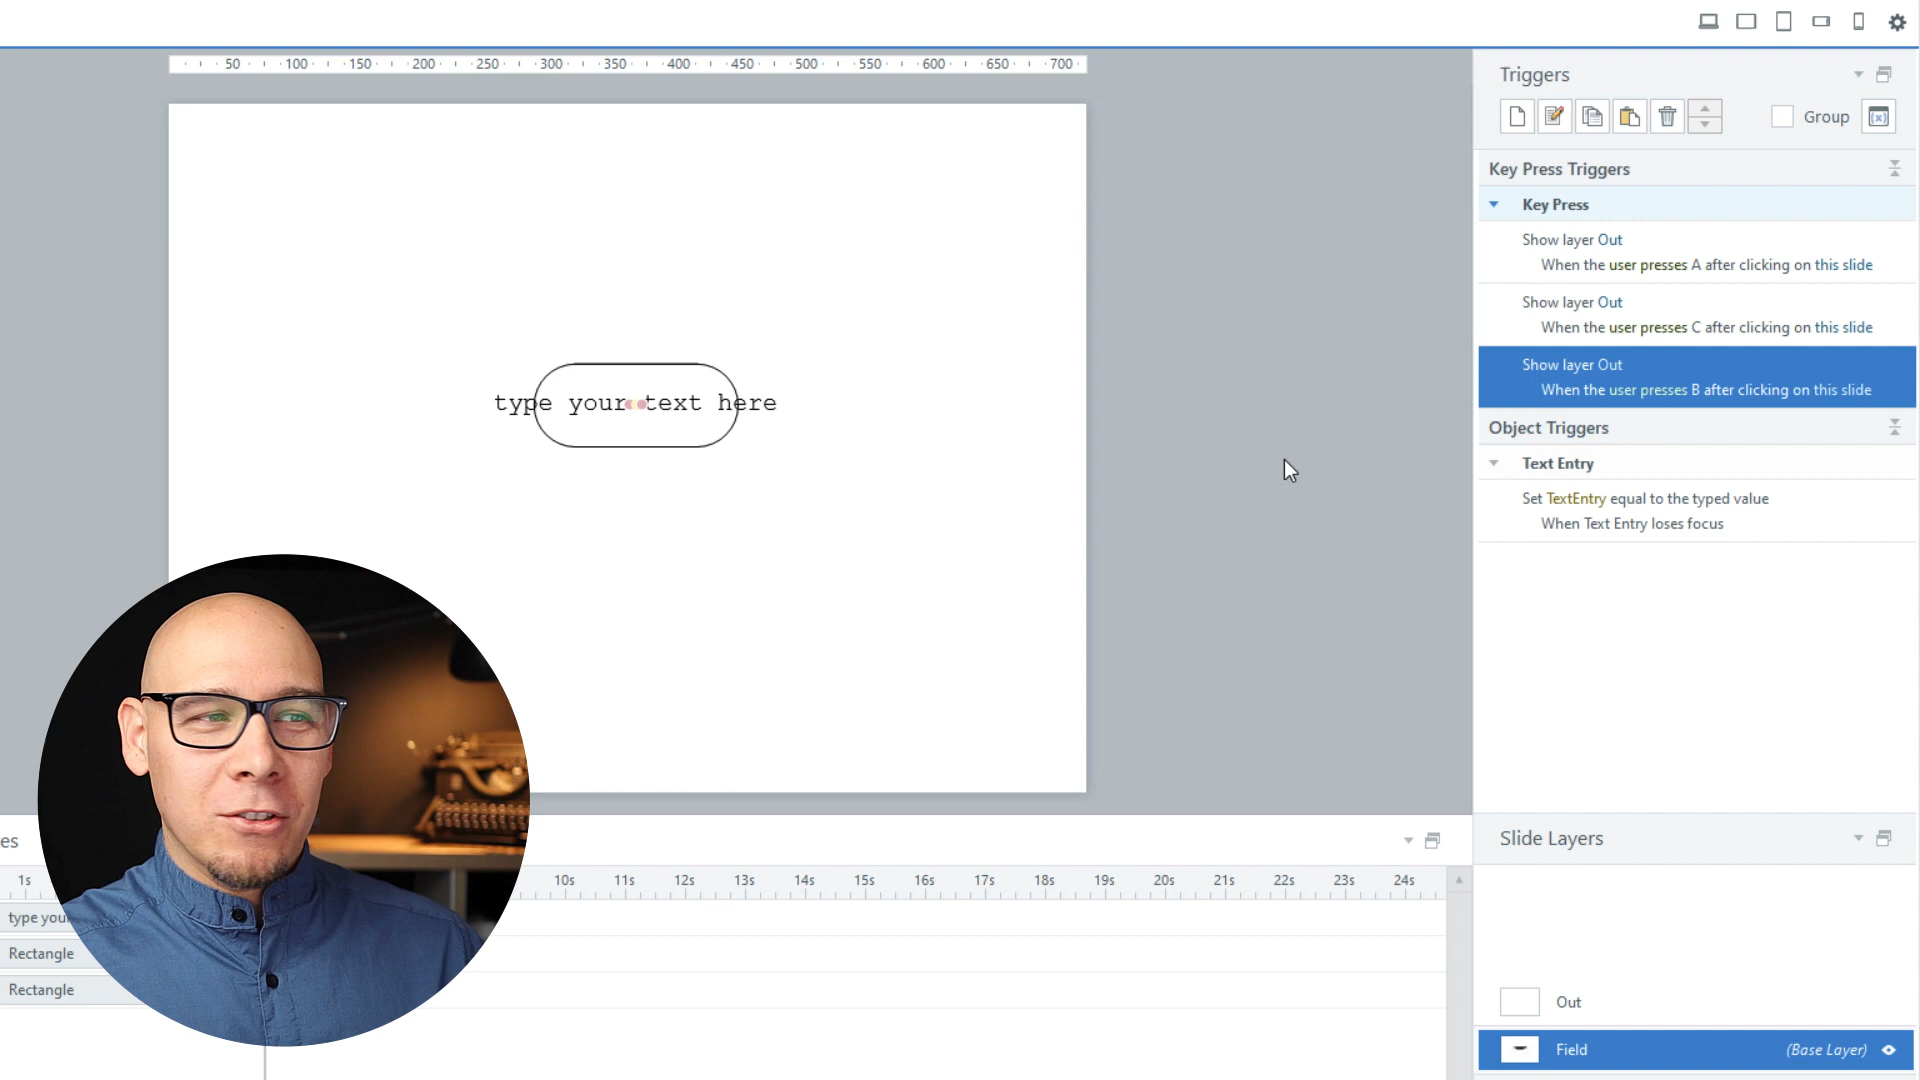 50 100 150 200 250 300 350 400 450 500 550 600 650 700
Triggers
Group
(x)
Key Press Triggers
Key Press
Show layer Out
When the user presses A after clicking on this slide
Show layer Out
When the user presses C after clicking on this slide
Show layer Out
When the user presses B after clicking on this slide
Object Triggers
Text Entry
Set TextEntry equal to the typed value
When Text Entry loses focus
type your text here
es
1s 10s 11s 12s 13s 14s 15s 16s 17s 18s 19s 20s 21s 22s 23s 24s
type your
Rectangle
Rectangle
Slide Layers
Out
Field (Base Layer)